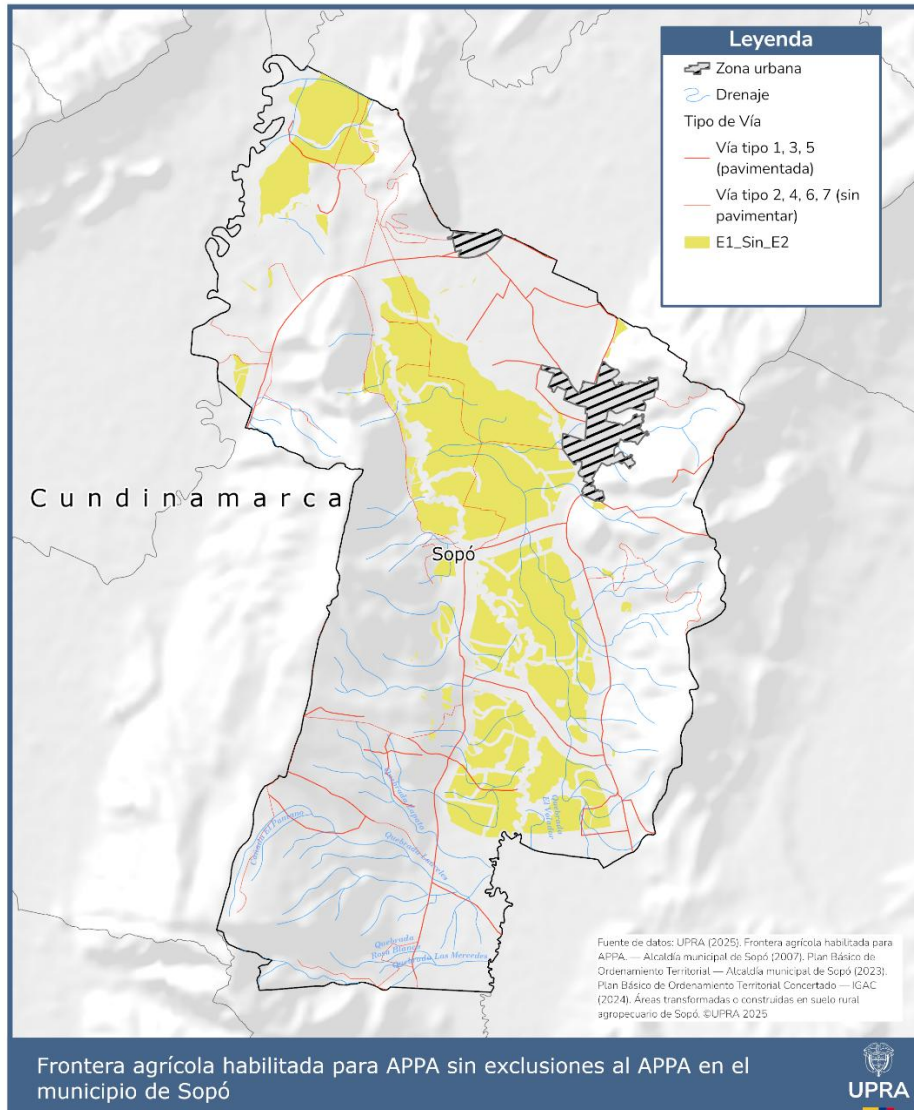 Leyenda
Zona urbana
Drenaje
Tipo de Vía
Vía tipo 1, 3, 5
(pavimentada)
Vía tipo 2, 4, 6, 7 (sin
pavimentar)
E1_Sin_E2
Cundinamarca
Sopó
Quebrada
El Vergel
Quebrada
Quebrada
Quebrada Las Mercedes
Fuente de datos: UPRA (2025). Frontera agrícola habilitada para
APPA. — Alcaldía municipal de Sopó (2007). Plan Básico de
Ordenamiento Territorial — Alcaldía municipal de Sopó (2023).
Plan Básico de Ordenamiento Territorial Concertado — IGAC
(2024). Áreas transformadas o construidas en suelo rural
agropecuario de Sopó. ©UPRA 2025
Frontera agrícola habilitada para APPA sin exclusiones al APPA en el
municipio de Sopó
UPRA